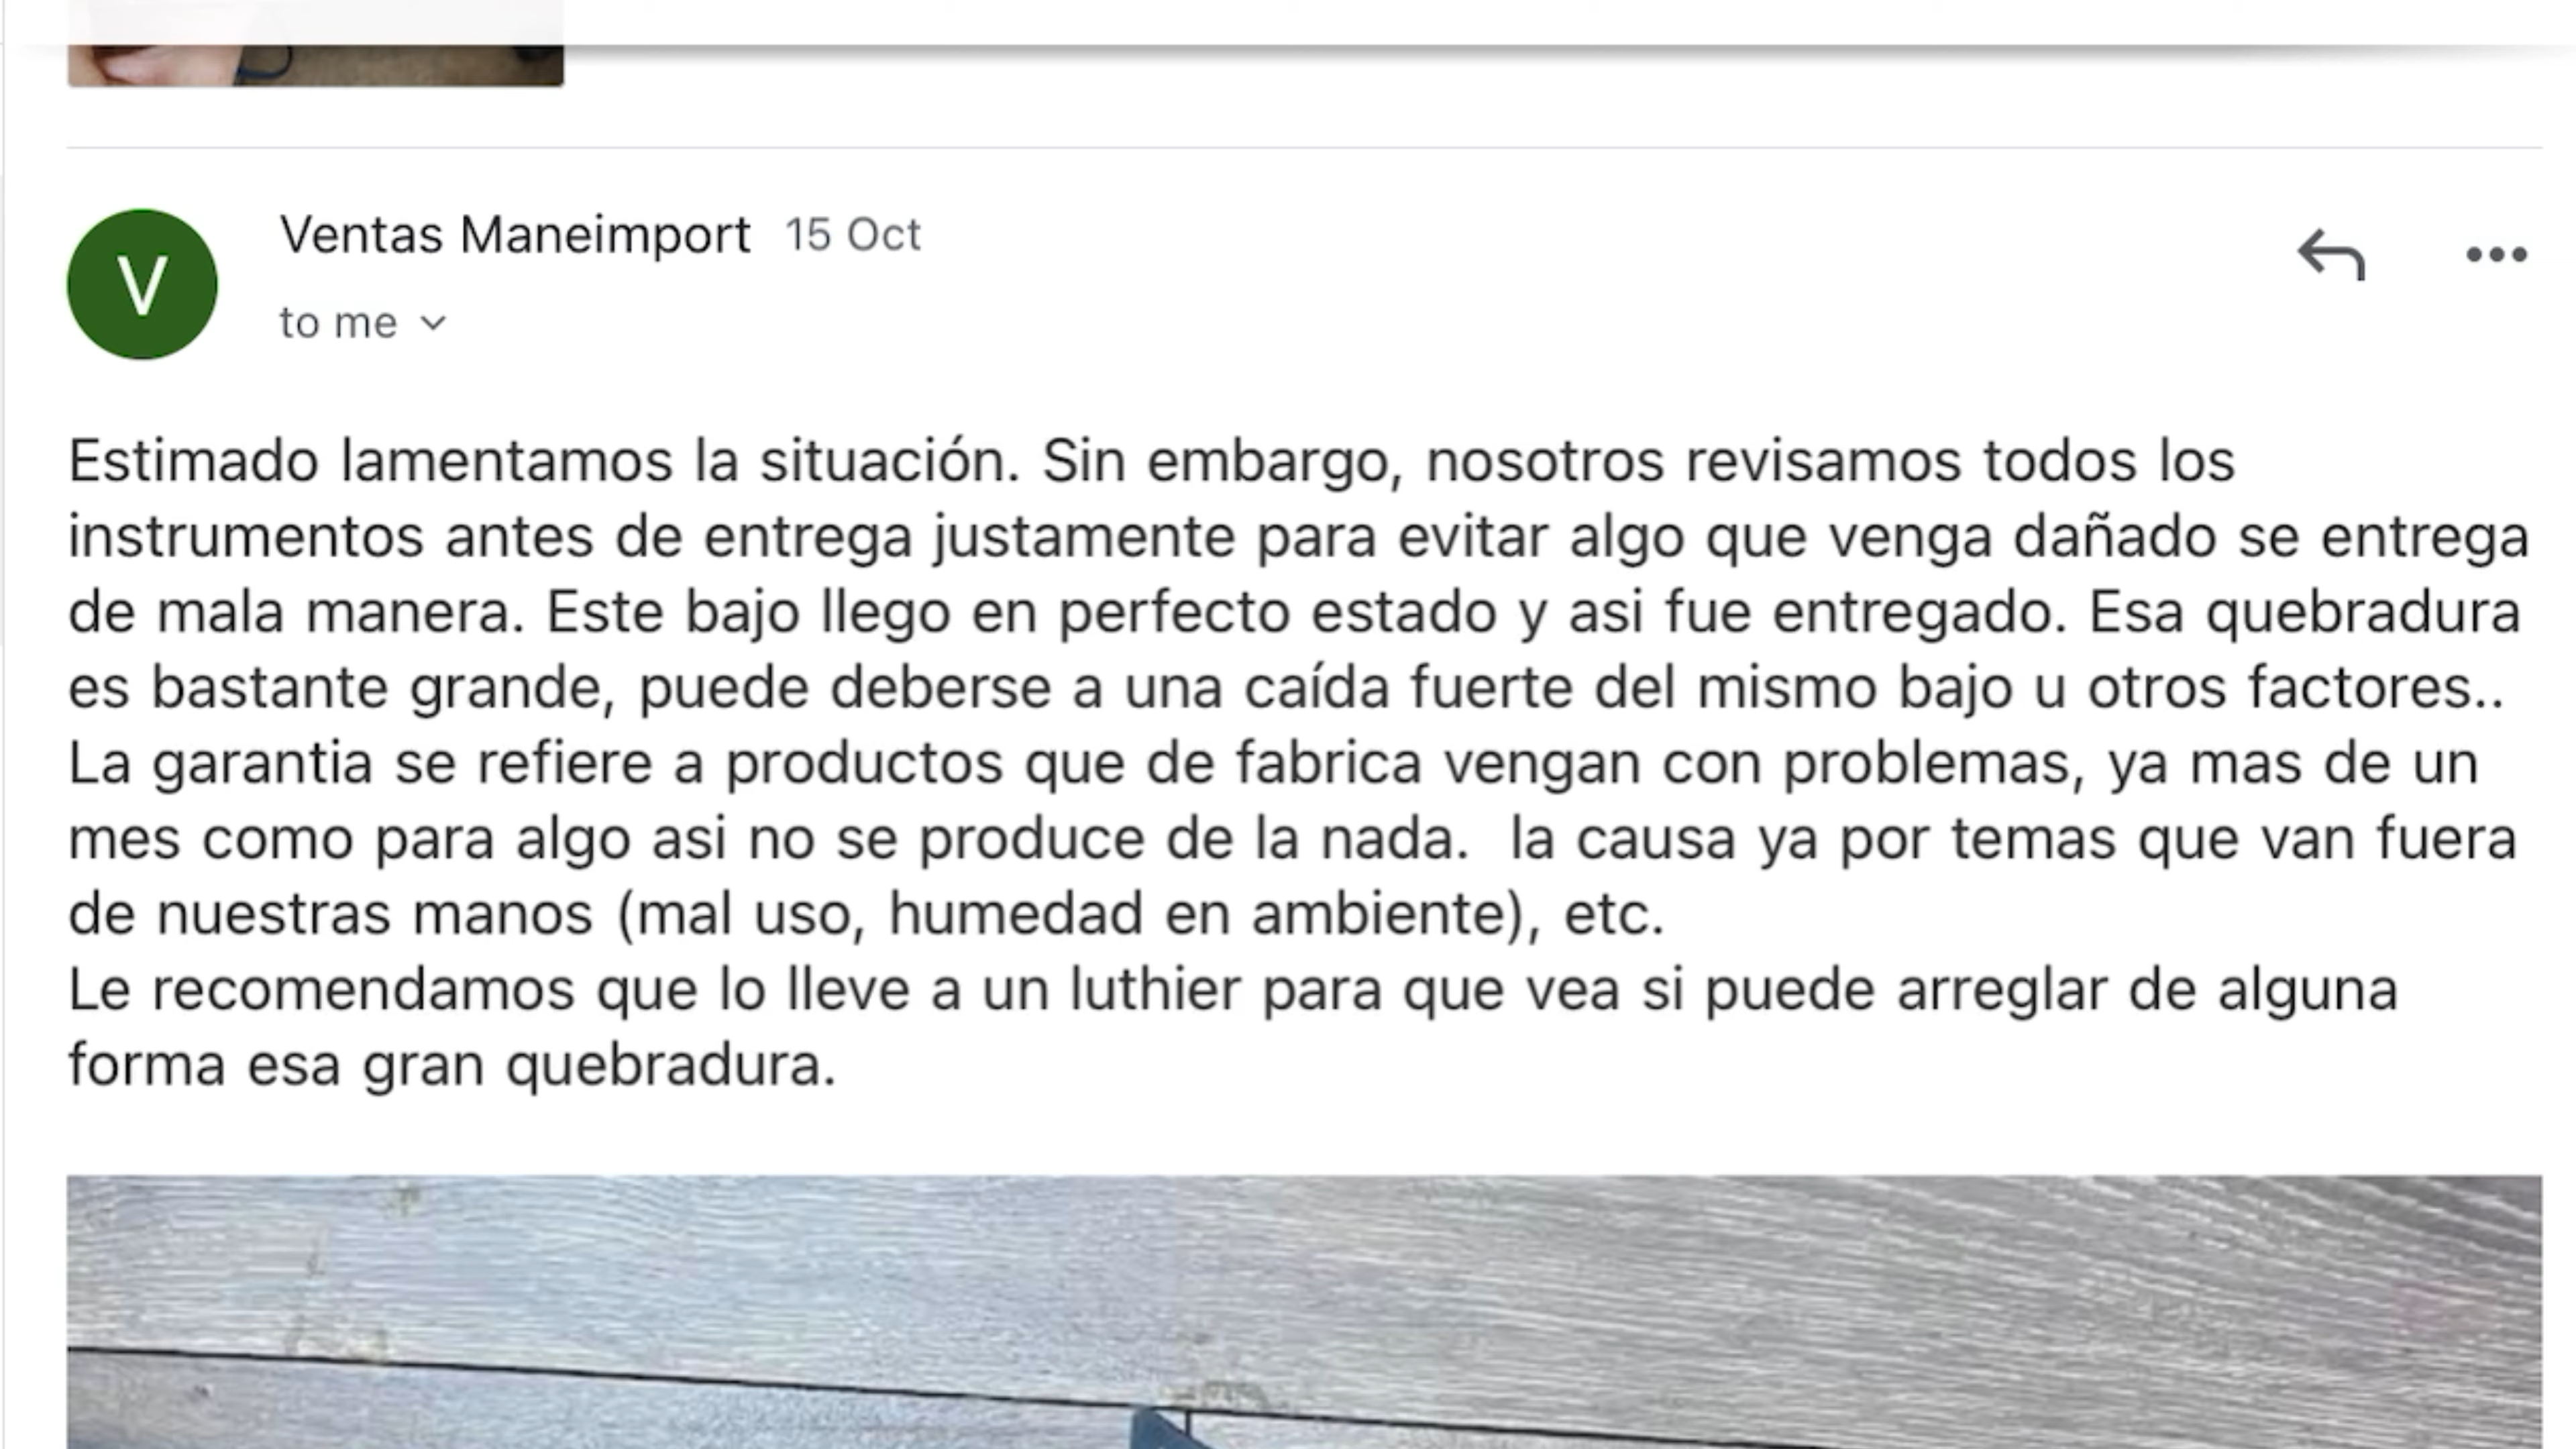 Ventas Maneimport 15 Oct
V
to me
Estimado lamentamos la situación. Sin embargo, nosotros revisamos todos los
instrumentos antes de entrega justamente para evitar algo que venga dañado se entrega
de mala manera. Este bajo llego en perfecto estado y asi fue entregado. Esa quebradura
es bastante grande, puede deberse a una caída fuerte del mismo bajo u otros factores..
La garantia se refiere a productos que de fabrica vengan con problemas, ya mas de un
mes como para algo asi no se produce de la nada.  la causa ya por temas que van fuera
de nuestras manos (mal uso, humedad en ambiente), etc.
Le recomendamos que lo lleve a un luthier para que vea si puede arreglar de alguna
forma esa gran quebradura.